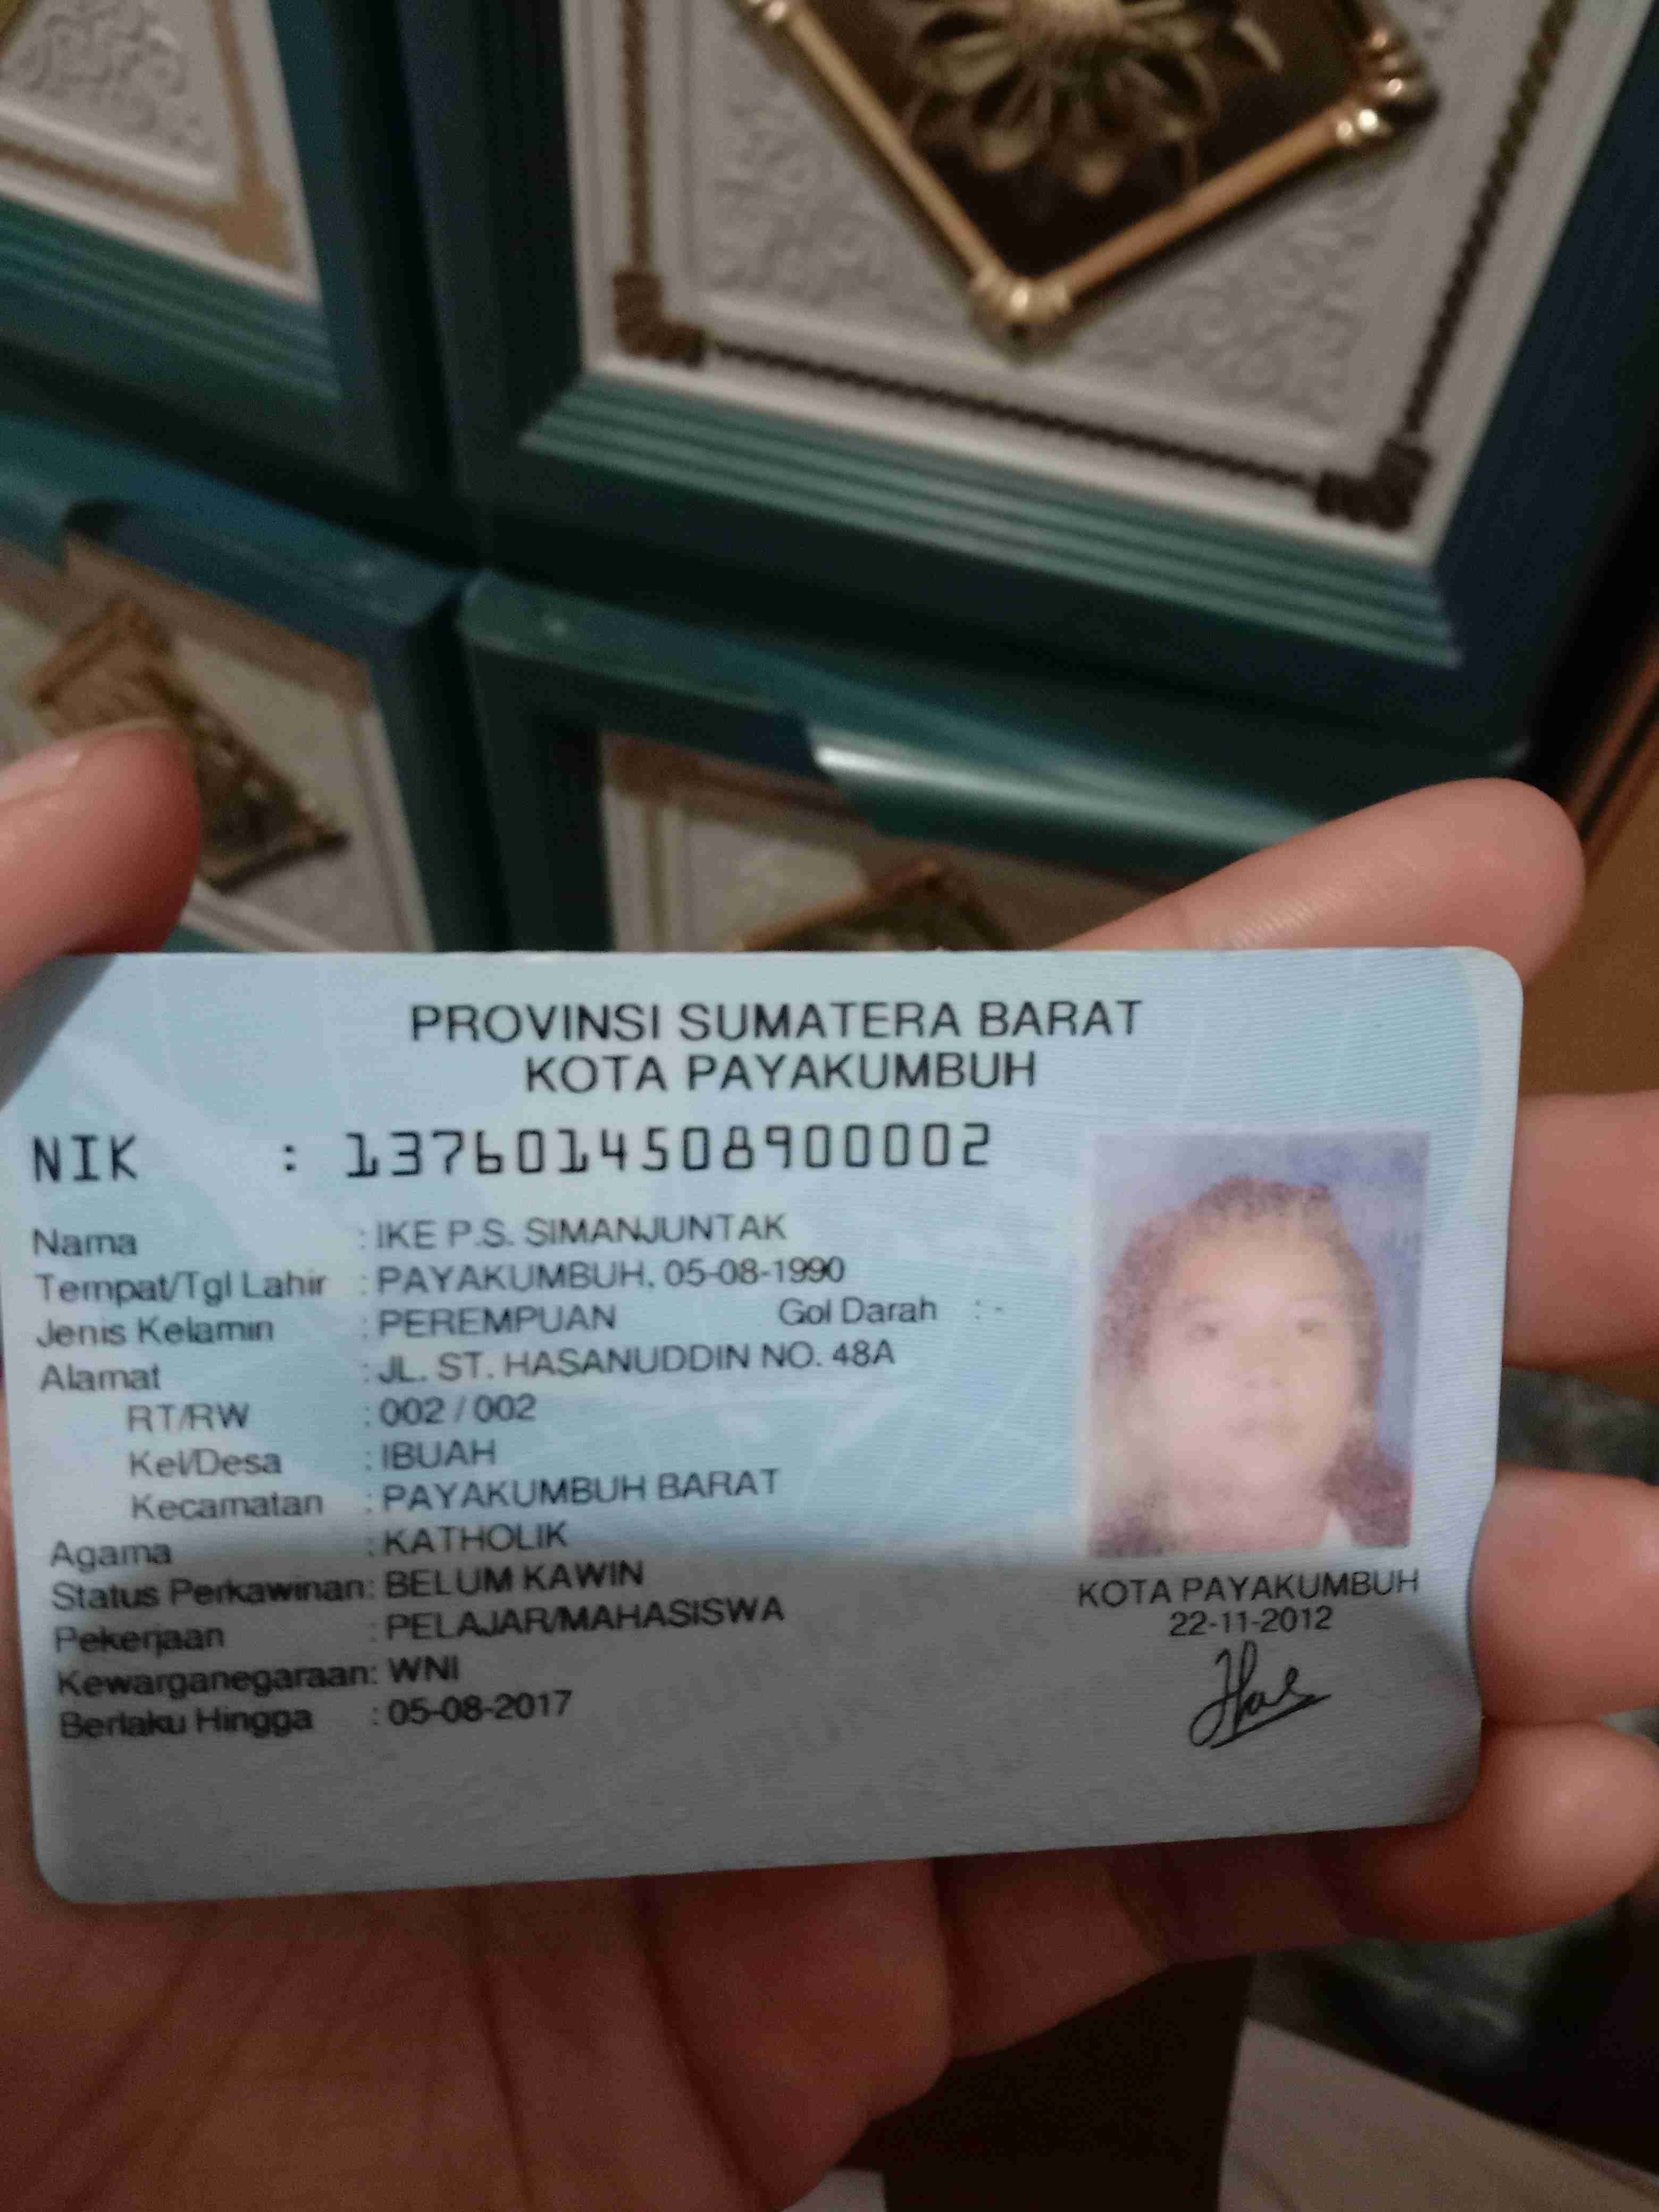 PROVINSI SUMATERA BARAT
KOTA PAYAKUMBUH
NIK : 1376014508900002
Nama : IKE P.S. SIMANJUNTAK
Tempat/Tgl Lahir : PAYAKUMBUH, 05-08-1990
Jenis Kelamin : PEREMPUAN Gol Darah : -
Alamat : JL. ST. HASANUDDIN NO. 48A
RT/RW : 002 / 002
Kel/Desa : IBUAH
Kecamatan : PAYAKUMBUH BARAT
Agama : KATHOLIK
Status Perkawinan: BELUM KAWIN
Pekerjaan : PELAJAR/MAHASISWA
Kewarganegaraan: WNI
Berlaku Hingga : 05-08-2017
KOTA PAYAKUMBUH
22-11-2012